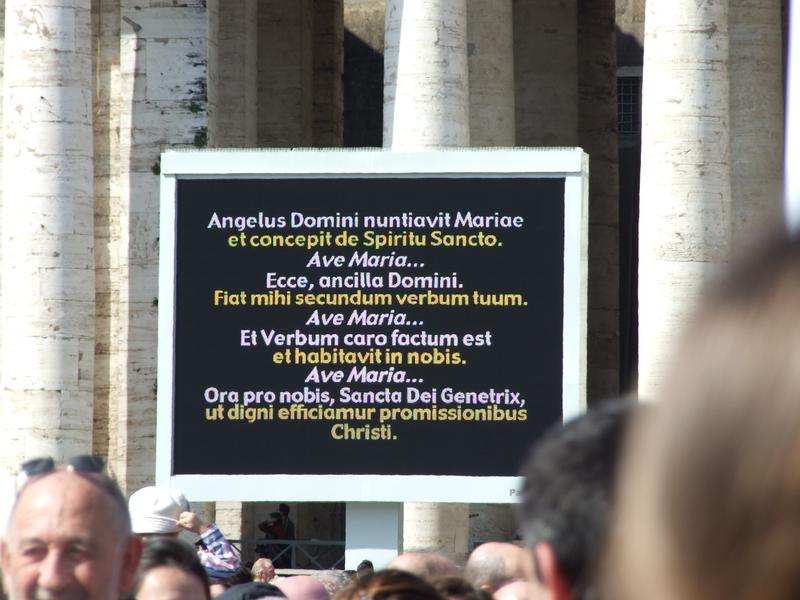 Angelus Domini nuntiavit Mariae
et concepit de Spiritu Sancto.
Ave Maria...
Ecce, ancilla Domini.
Fiat mihi secundum verbum tuum.
Ave Maria...
Et Verbum caro factum est
et habitavit in nobis.
Ave Maria...
Ora pro nobis, Sancta Dei Genetrix,
ut digni efficiamur promissionibus
Christi.